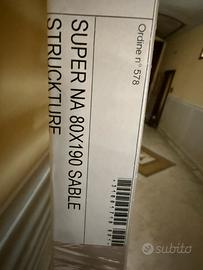 Ordine n° 578
SUPER NA 80X190 SABLE
STRUCKTURE
subito